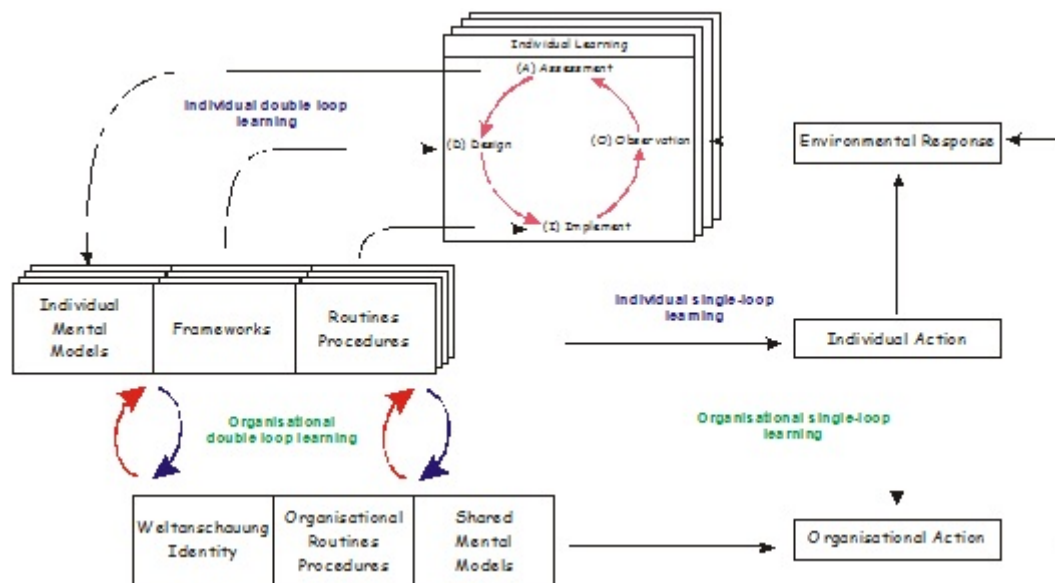 Individual Learning
(A) Assessment
Individual double loop
learning
(D) Design
(O) Observation
Environmental Response
(I) Implement
Individual
Mental
Models
Frameworks
Routines
Procedures
Individual single-loop
learning
Individual Action
Organisational
double loop learning
Organisational single-loop
learning
Weltanschauung
Identity
Organisational
Routines
Procedures
Shared
Mental
Models
Organisational Action